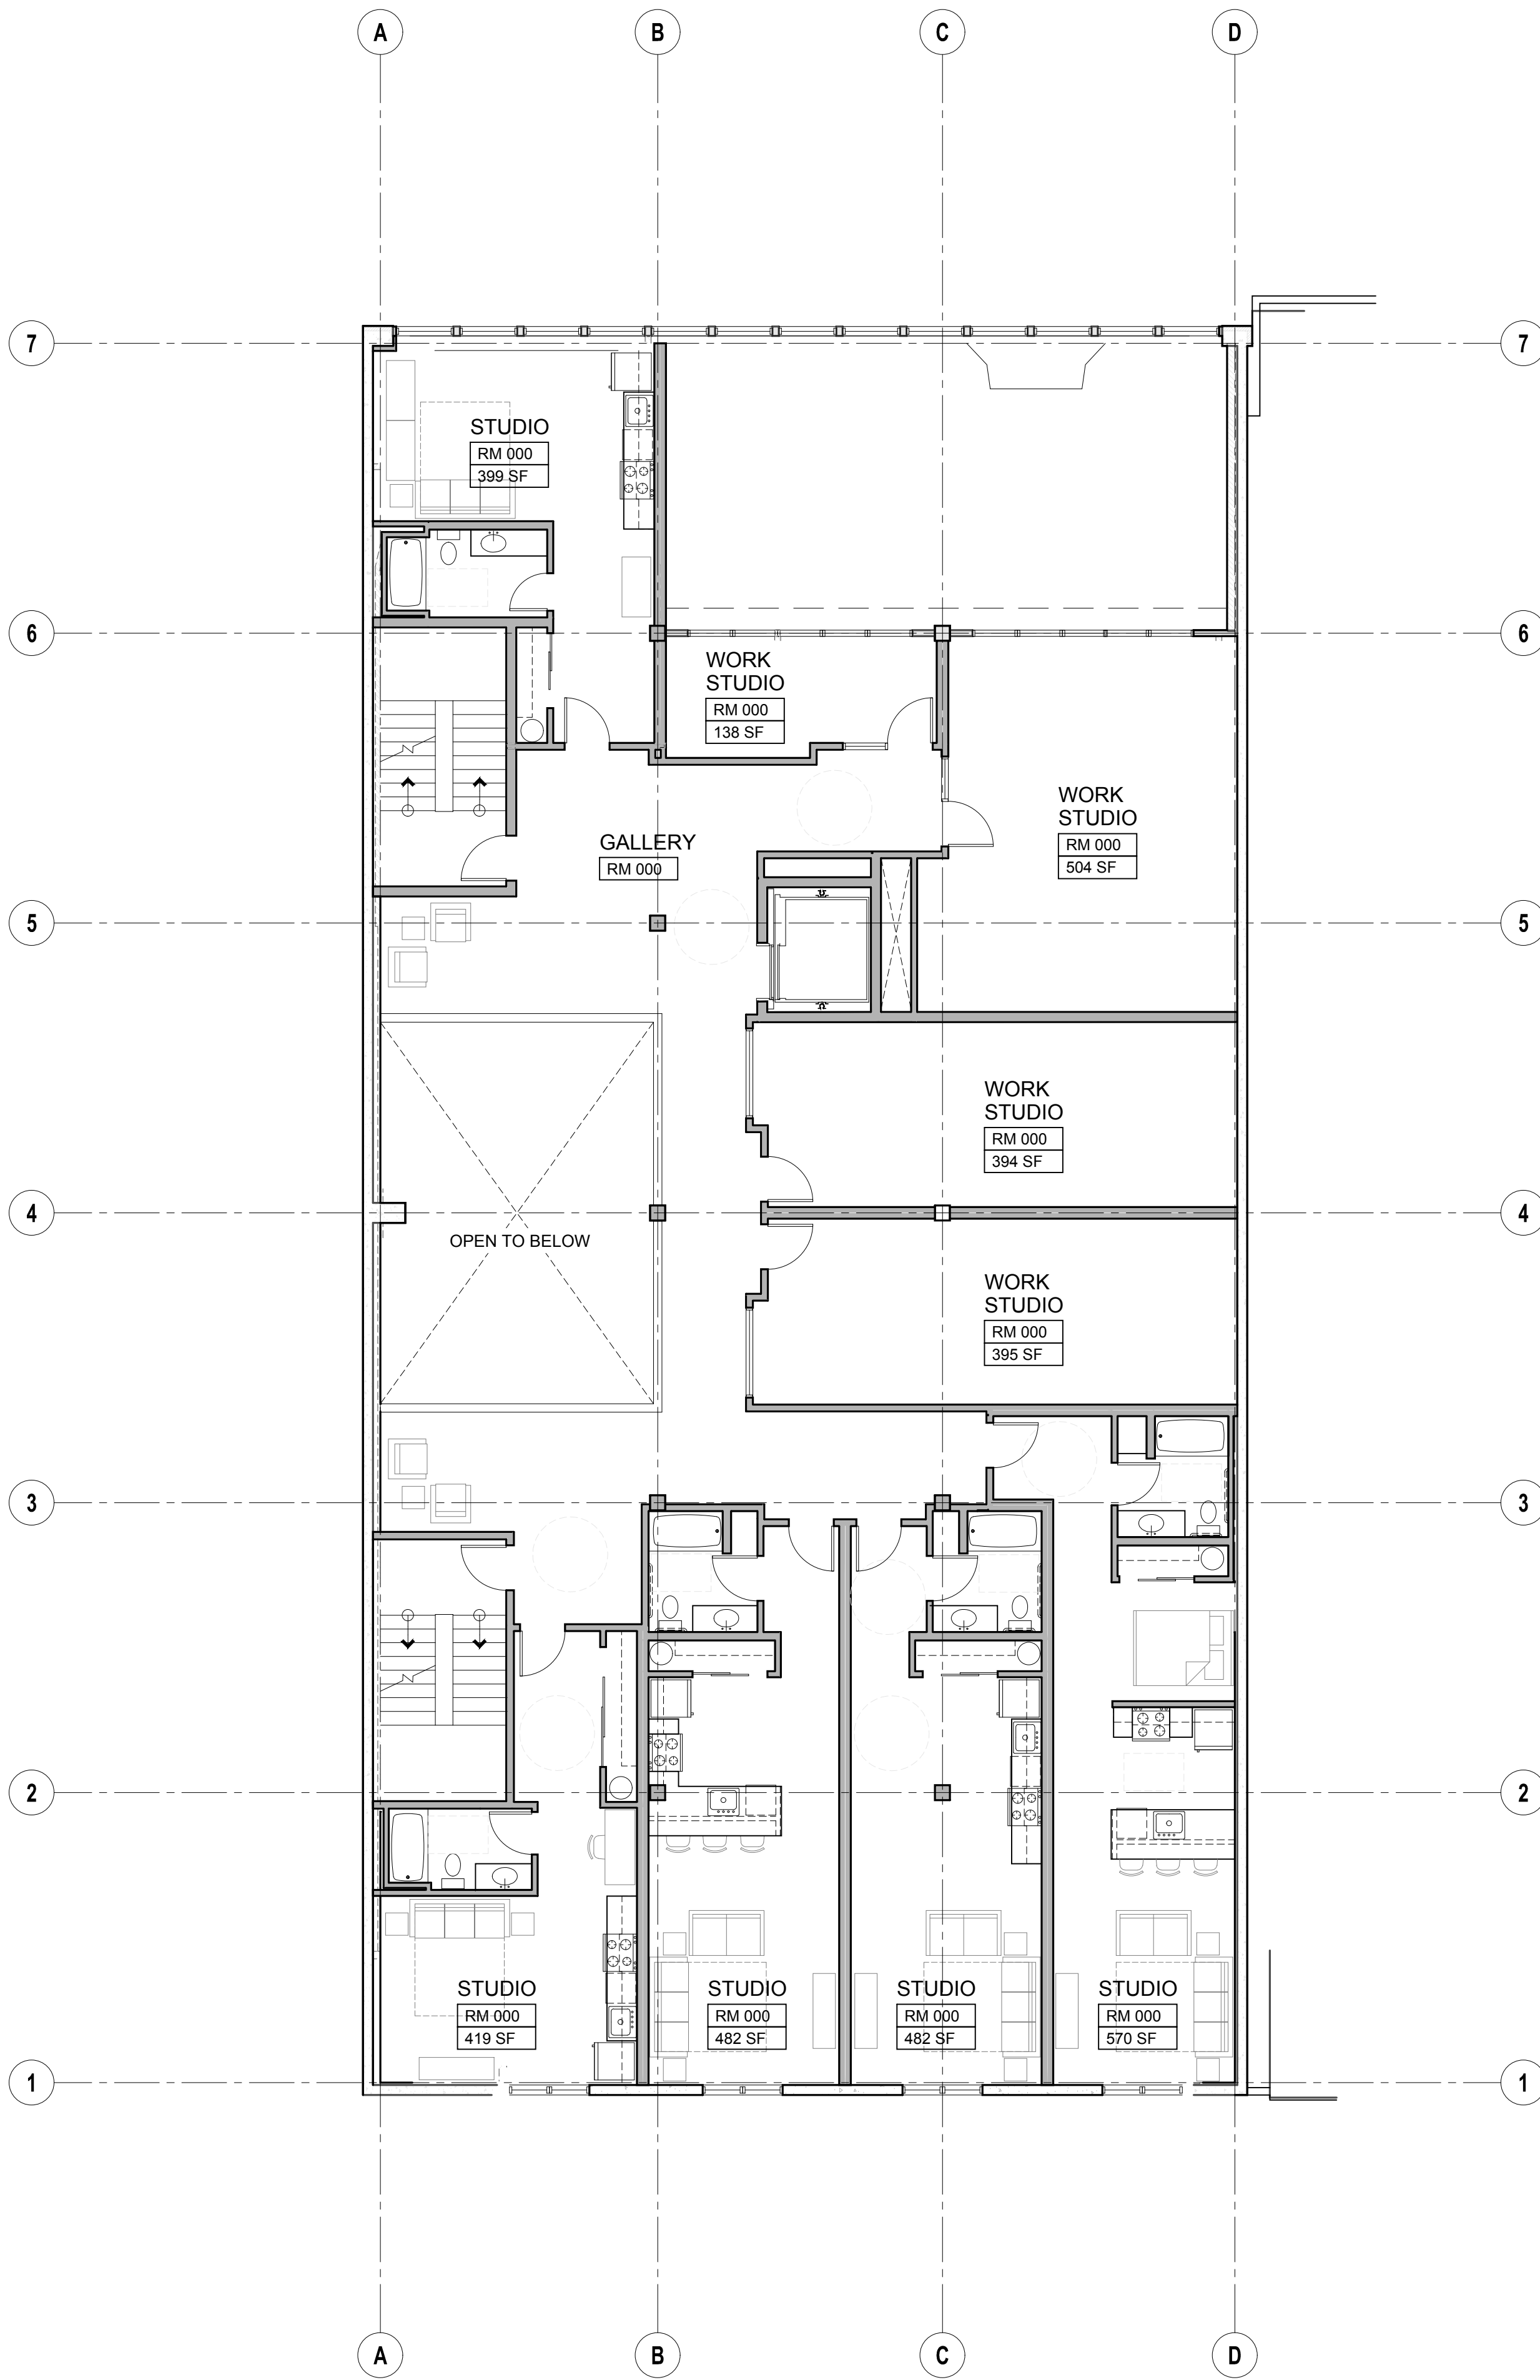 A B C D
7 7
STUDIO
RM 000
399 SF
6 6
WORK
STUDIO
RM 000
138 SF
WORK
STUDIO
RM 000
504 SF
GALLERY
RM 000
5 5
WORK
STUDIO
RM 000
394 SF
4 4
OPEN TO BELOW
WORK
STUDIO
RM 000
395 SF
3 3
2 2
STUDIO
RM 000
419 SF
STUDIO
RM 000
482 SF
STUDIO
RM 000
482 SF
STUDIO
RM 000
570 SF
1 1
A B C D